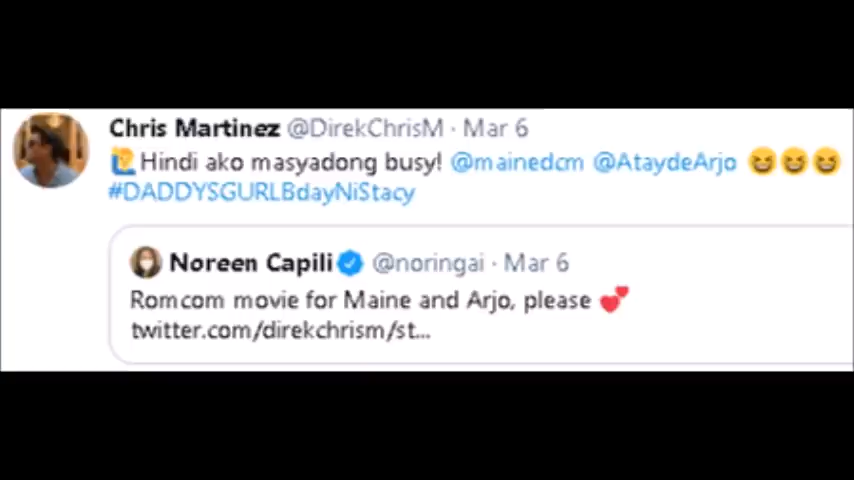 Chris Martinez @DirekChrisM · Mar 6
🙋Hindi ako masyadong busy! @mainedcm @AtaydeArjo 😆😆😆
#DADDYSGURLBdayNiStacy
Noreen Capili @noringai · Mar 6
Romcom movie for Maine and Arjo, please 💕
twitter.com/direkchrism/st...